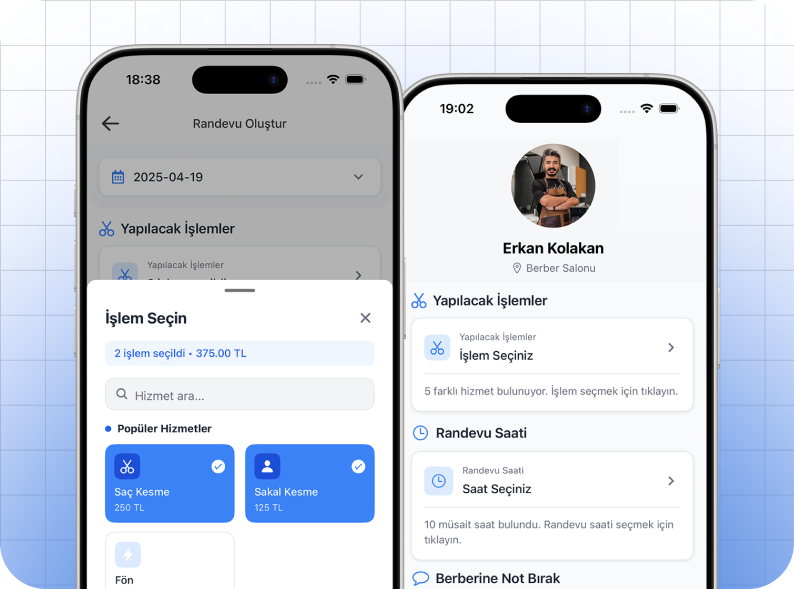 18:38
Randevu Oluştur
2025-04-19
Yapılacak İşlemler
Yapılacak İşlemler
İşlem Seçin
2 işlem seçildi • 375.00 TL
Hizmet ara...
Popüler Hizmetler
Saç Kesme
250 TL
Sakal Kesme
125 TL
Fön
19:02
Erkan Kolakan
Berber Salonu
Yapılacak İşlemler
Yapılacak İşlemler
İşlem Seçiniz
5 farklı hizmet bulunuyor. İşlem seçmek için tıklayın.
Randevu Saati
Randevu Saati
Saat Seçiniz
10 müsait saat bulundu. Randevu saati seçmek için
tıklayın.
Berberine Not Bırak